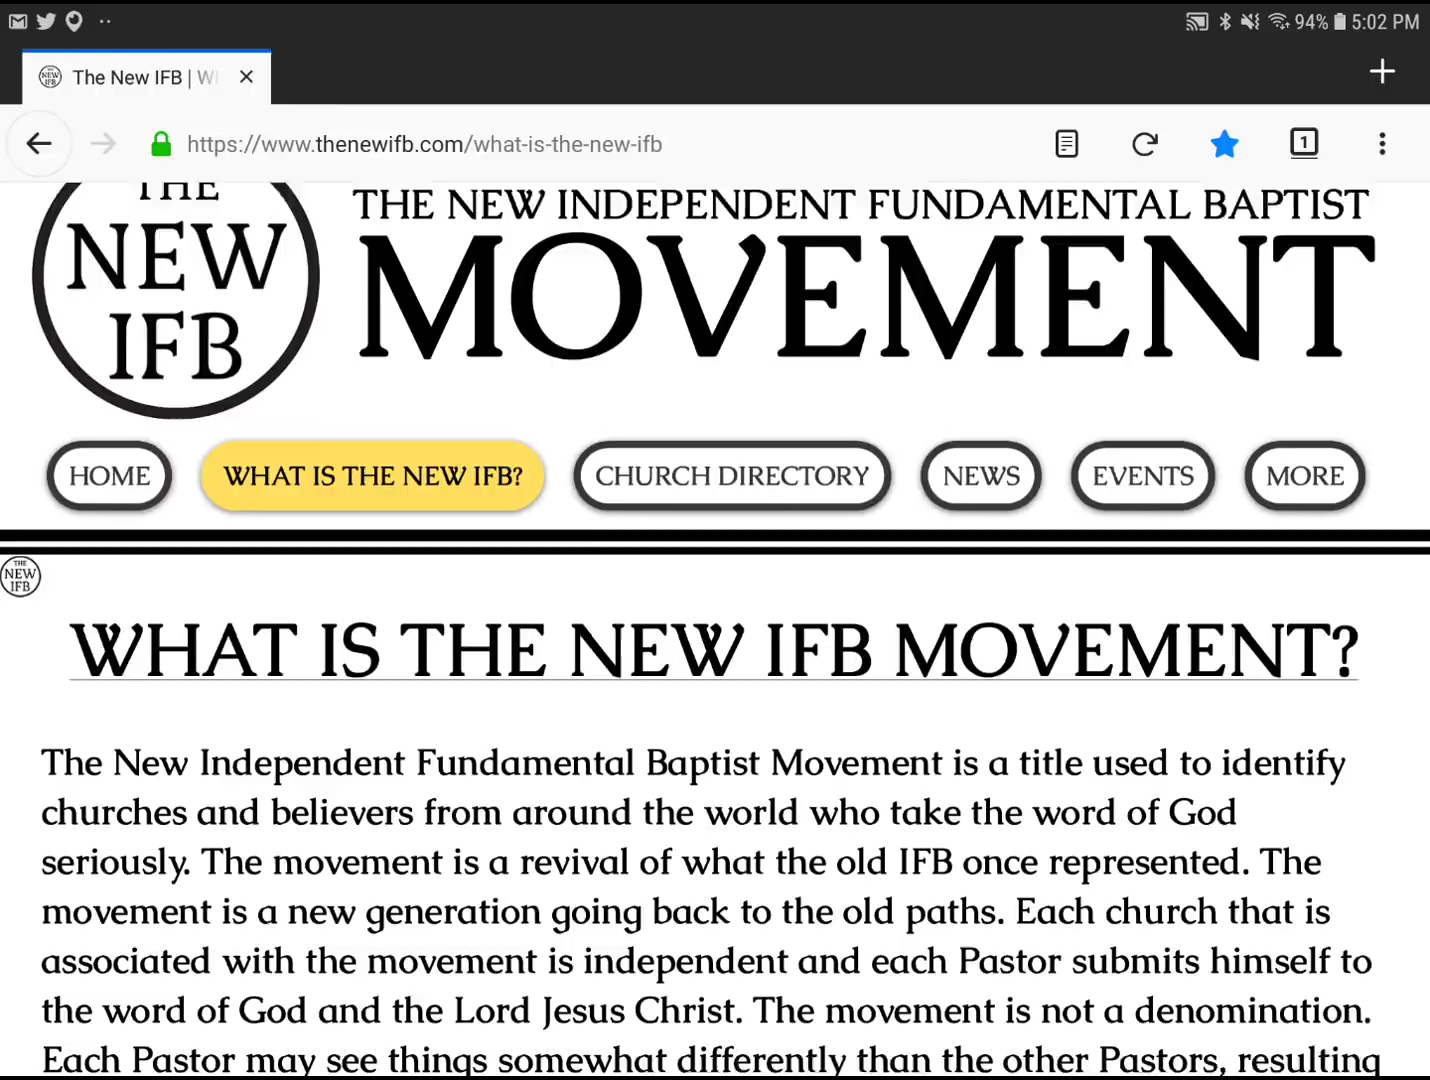 94% 5:02 PM
The New IFB | W
https://www.thenewifb.com/what-is-the-new-ifb
1
THE
NEW
IFB
THE NEW INDEPENDENT FUNDAMENTAL BAPTIST
MOVEMENT
HOME
WHAT IS THE NEW IFB?
CHURCH DIRECTORY
NEWS
EVENTS
MORE
THE
NEW
IFB
WHAT IS THE NEW IFB MOVEMENT?
The New Independent Fundamental Baptist Movement is a title used to identify
churches and believers from around the world who take the word of God
seriously. The movement is a revival of what the old IFB once represented. The
movement is a new generation going back to the old paths. Each church that is
associated with the movement is independent and each Pastor submits himself to
the word of God and the Lord Jesus Christ. The movement is not a denomination.
Each Pastor may see things somewhat differently than the other Pastors, resulting